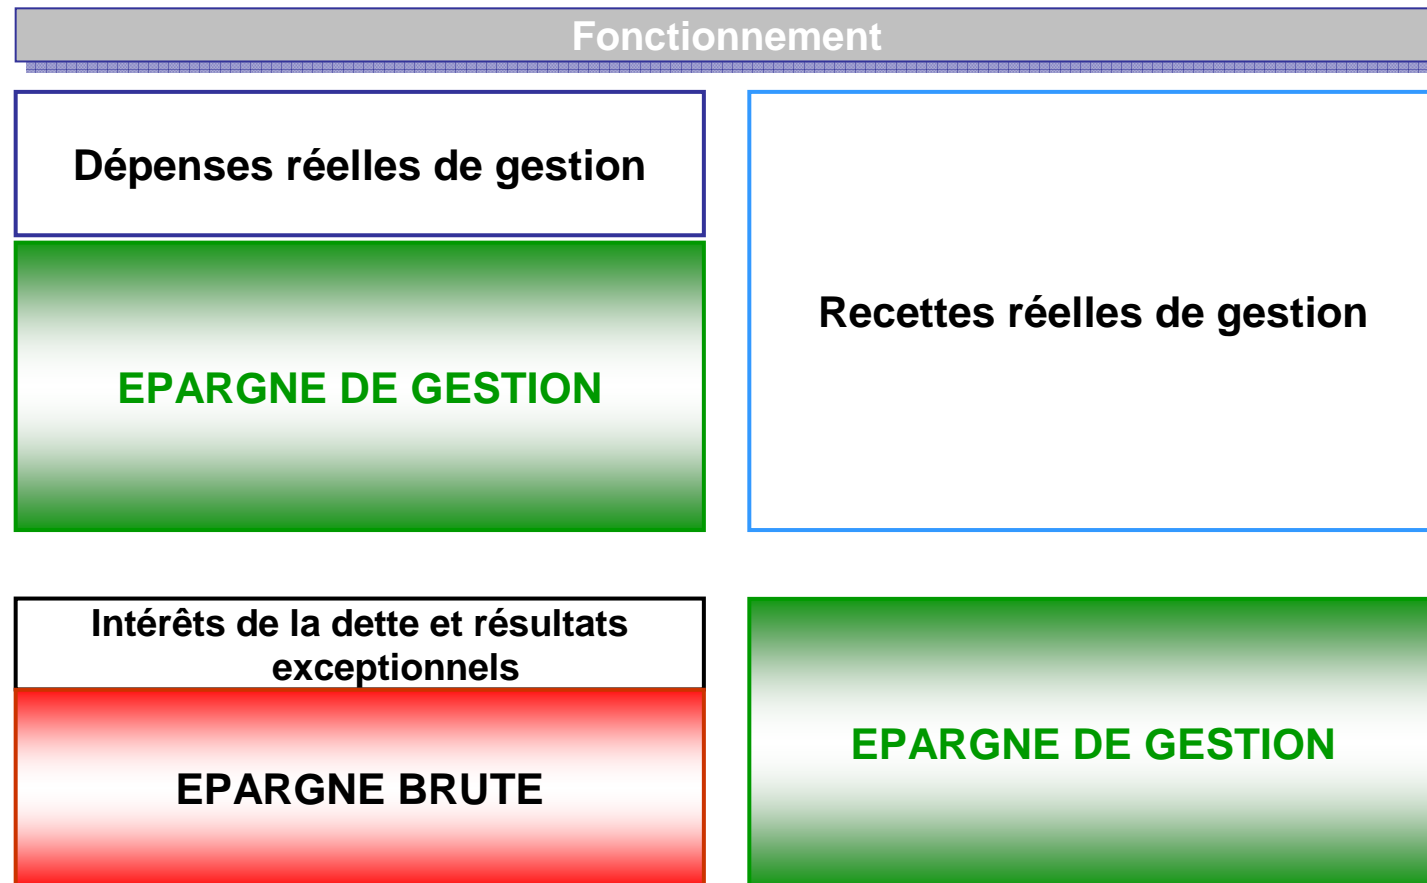 Fonctionnement
Dépenses réelles de gestion
EPARGNE DE GESTION
Recettes réelles de gestion
Intérêts de la dette et résultats
exceptionnels
EPARGNE BRUTE
EPARGNE DE GESTION